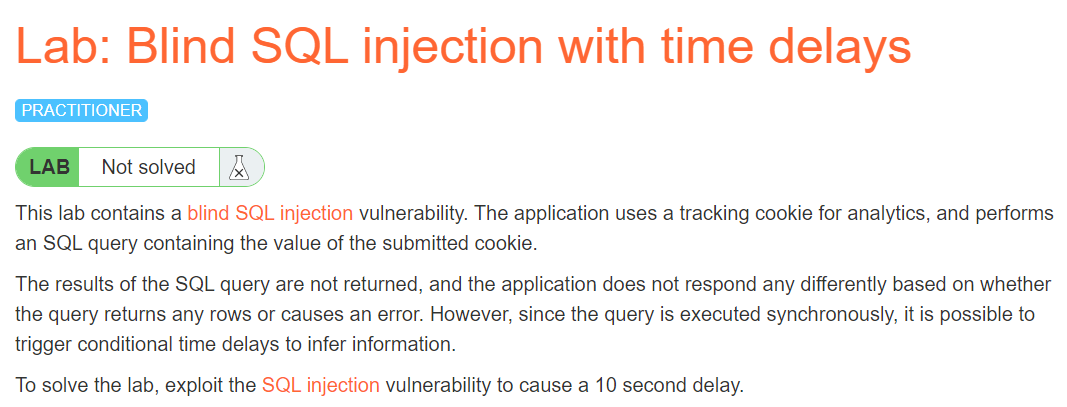 Lab: Blind SQL injection with time delays
PRACTITIONER
LAB Not solved
This lab contains a blind SQL injection vulnerability. The application uses a tracking cookie for analytics, and performs
an SQL query containing the value of the submitted cookie.
The results of the SQL query are not returned, and the application does not respond any differently based on whether
the query returns any rows or causes an error. However, since the query is executed synchronously, it is possible to
trigger conditional time delays to infer information.
To solve the lab, exploit the SQL injection vulnerability to cause a 10 second delay.